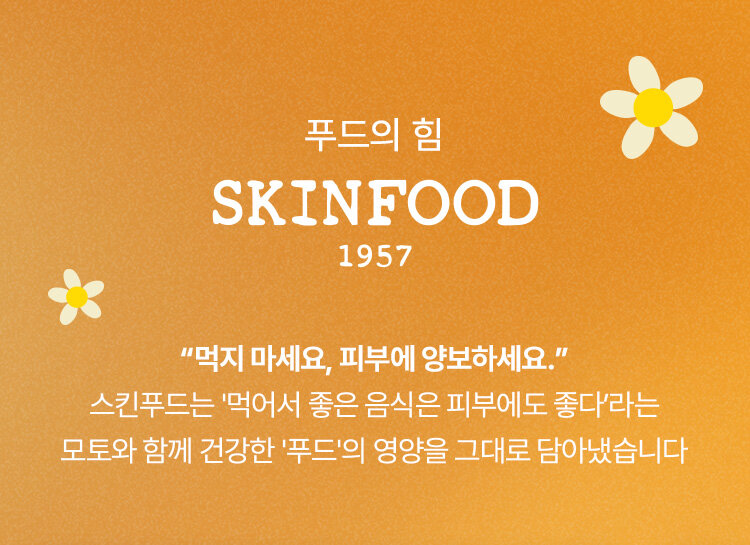 푸드의 힘
SKINFOOD
1957
“먹지 마세요, 피부에 양보하세요.”
스킨푸드는 '먹어서 좋은 음식은 피부에도 좋다’라는
모토와 함께 건강한 '푸드'의 영양을 그대로 담아냈습니다